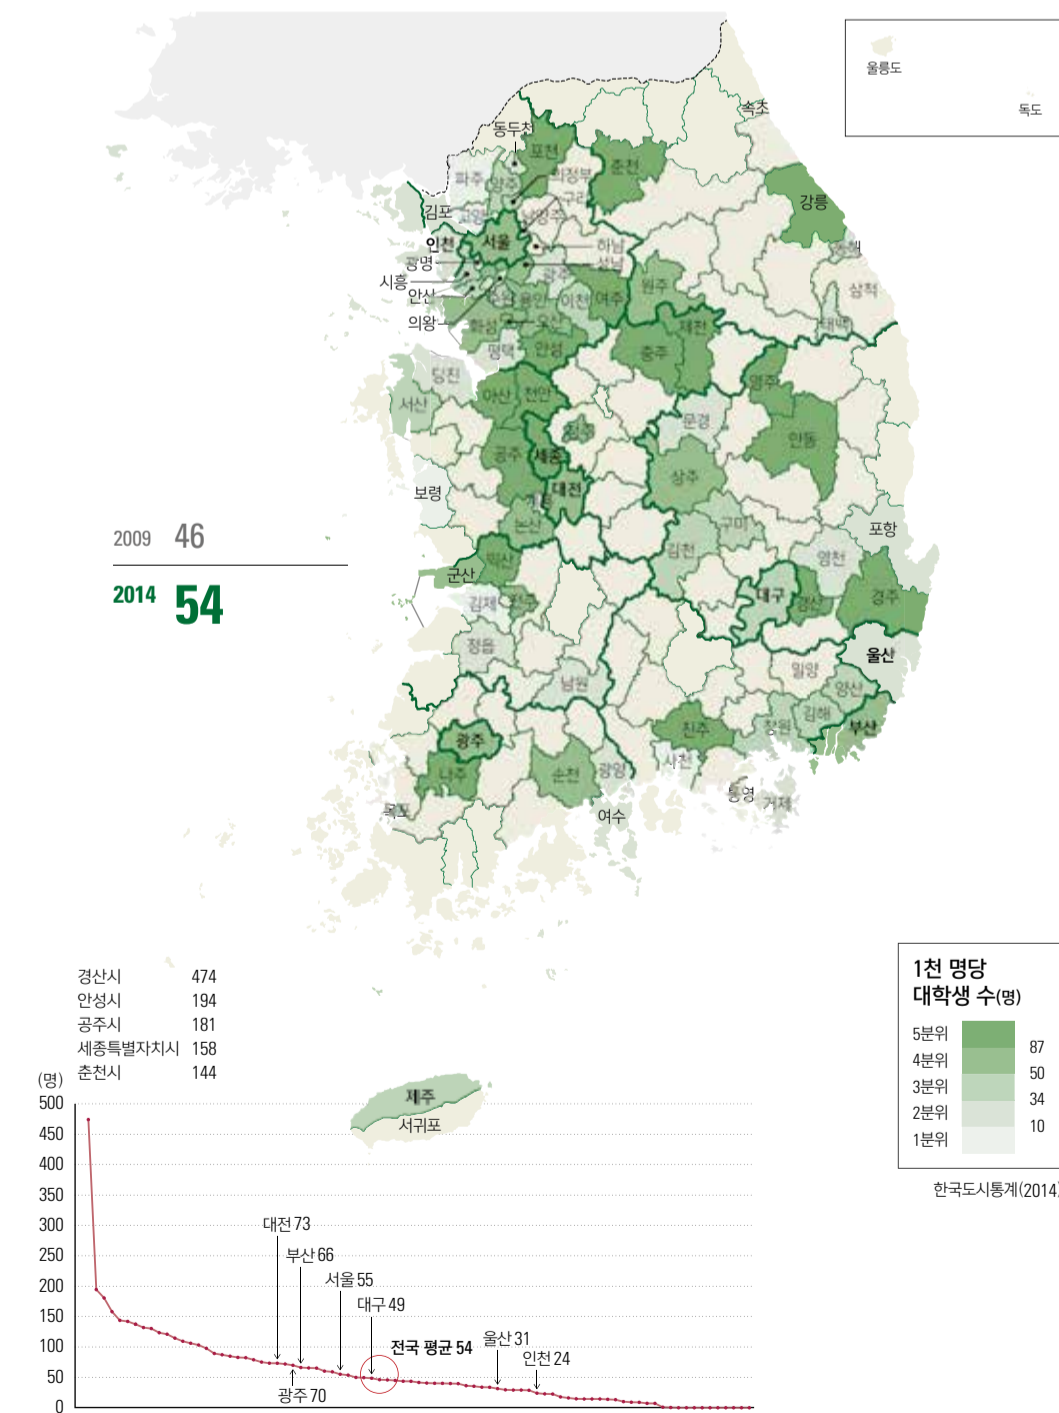 울릉도
독도
속초
동두천
포천
춘천
의정부
파주
양주
구리
강릉
김포
고양
남양주
인천
서울
하남
동해
광명
성남
광주
시흥
삼척
안산
수원
용인
이천
여주
원주
의왕
화성
오산
제천
태백
평택
안성
충주
당진
영주
서산
아산
천안
문경
청주
안동
공주
세종
상주
보령
대전
계룡
논산
구미
포항
2009 46
김천
영천
익산
군산
2014 54
김제
전주
대구
경산
경주
정읍
울산
밀양
남원
양산
김해
창원
부산
진주
광주
나주
순천
광양
사천
통영
거제
목포
여수
경산시 474
안성시 194
공주시 181
세종특별자치시 158
춘천시 144
제주
서귀포
1천 명당
대학생 수(명)
5분위
87
4분위
50
3분위
34
2분위
10
1분위
한국도시통계(2014)
(명)
500
450
400
350
300
250
200
150
100
50
0
대전 73
부산 66
서울 55
대구 49
전국 평균 54
울산 31
인천 24
광주 70